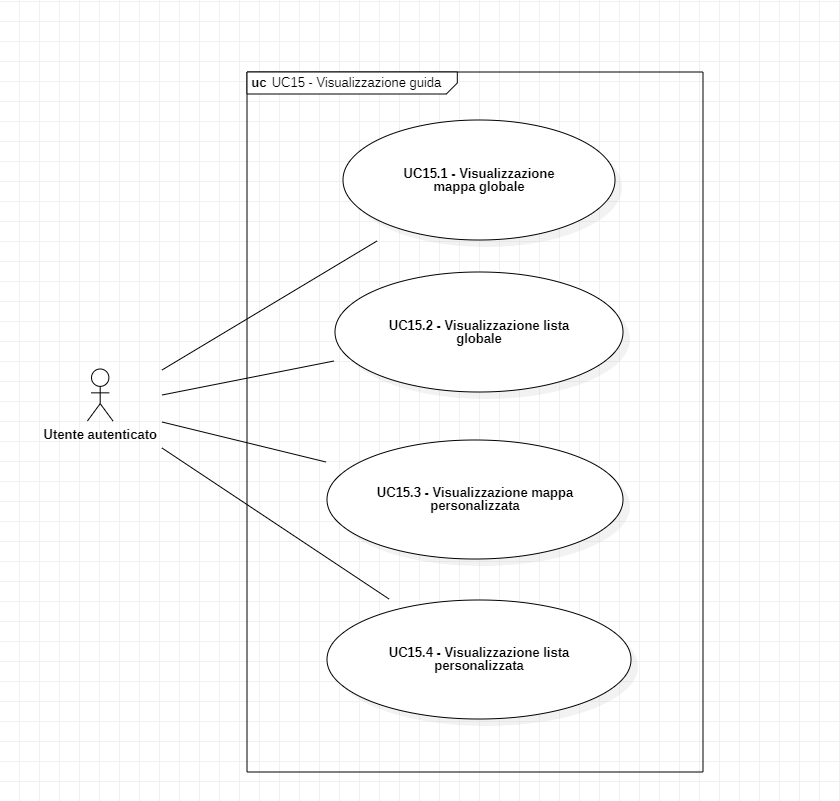 uc UC15 - Visualizzazione guida
UC15.1 - Visualizzazione
mappa globale
UC15.2 - Visualizzazione lista
globale
Utente autenticato
UC15.3 - Visualizzazione mappa
personalizzata
UC15.4 - Visualizzazione lista
personalizzata